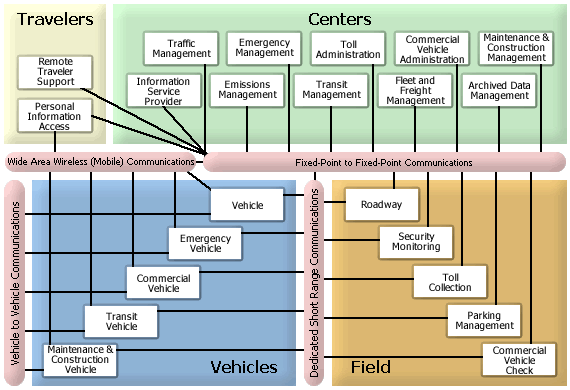 Travelers
Centers
Remote
Traveler
Support
Personal
Information
Access
Traffic
Management
Emergency
Management
Toll
Administration
Commercial
Vehicle
Administration
Maintenance &
Construction
Management
Information
Service
Provider
Emissions
Management
Transit
Management
Fleet and
Freight
Management
Archived Data
Management
Wide Area Wireless (Mobile) Communications
Fixed-Point to Fixed-Point Communications
Vehicle to Vehicle Communications
Vehicle
Emergency
Vehicle
Commercial
Vehicle
Transit
Vehicle
Maintenance &
Construction
Vehicle
Vehicles
Dedicated Short Range Communications
Roadway
Security
Monitoring
Toll
Collection
Parking
Management
Commercial
Vehicle
Check
Field